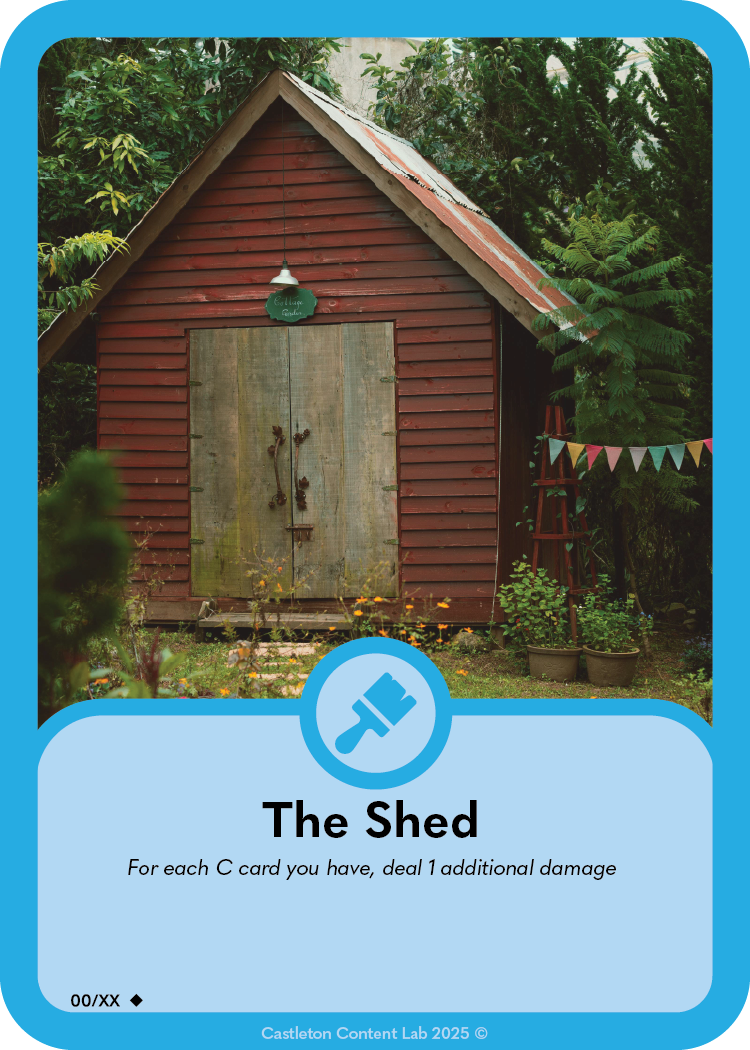 Cottage
Garden
The Shed
For each C card you have, deal 1 additional damage
00/XX ◆
Castleton Content Lab 2025 ©